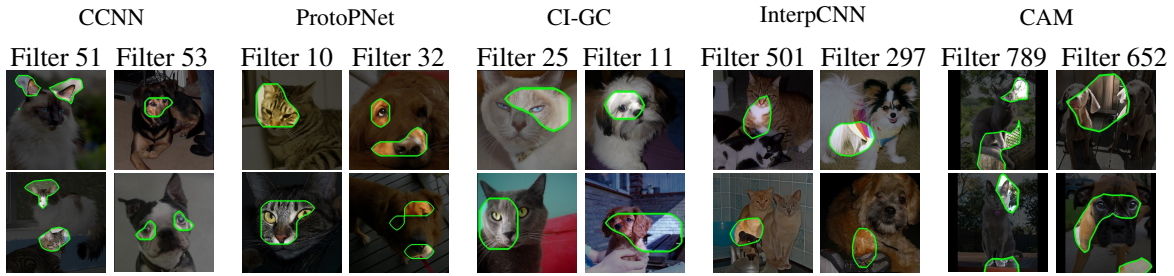 CCNN ProtoPNet CI-GC InterpCNN CAM
Filter 51 Filter 53 Filter 10 Filter 32 Filter 25 Filter 11 Filter 501 Filter 297 Filter 789 Filter 652